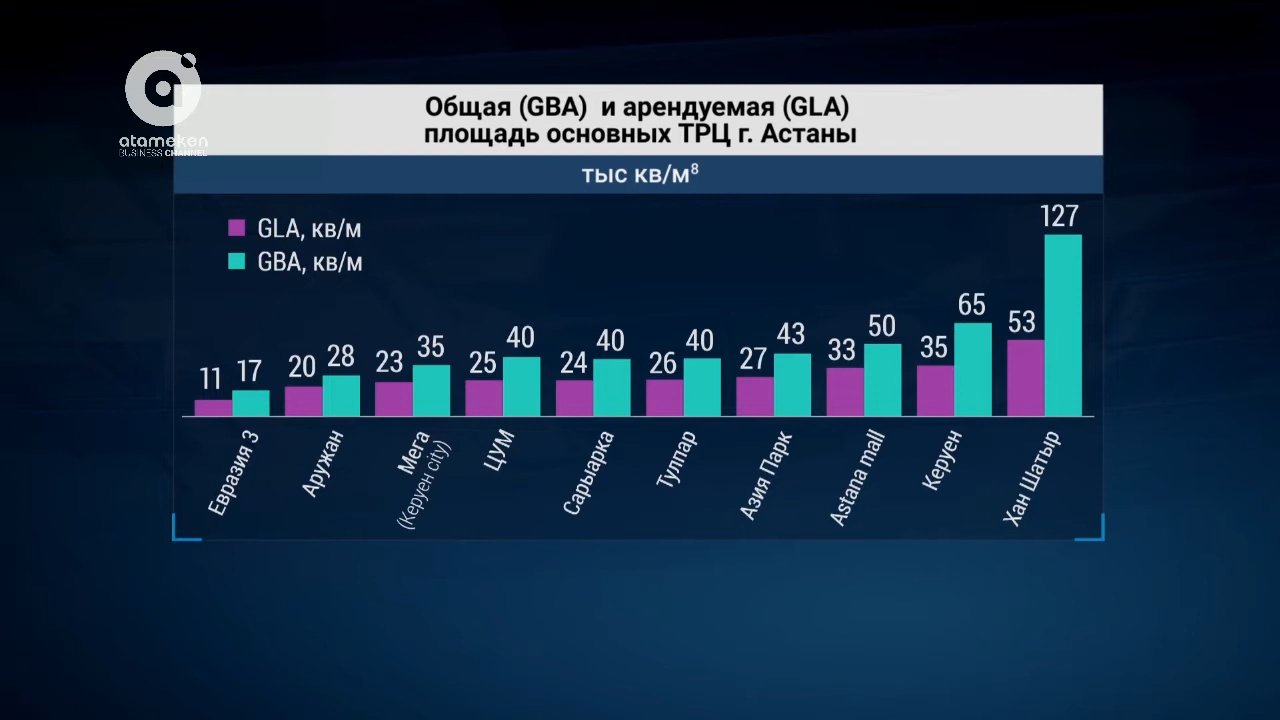 atameken
BUSINESS CHANNEL
Общая (GBA) и арендуемая (GLA)
площадь основных ТРЦ г. Астаны
тыс кв/м⁸
GLA, кв/м
GBA, кв/м
11 17 20 28 23 35 25 40 24 40 26 40 27 43 33 50 35 65 53 127
Евразия 3
Аружан
Мега
(Керуен city)
ЦУМ
Сарыарка
Тулпар
Азия Парк
Astana mall
Керуен
Хан Шатыр